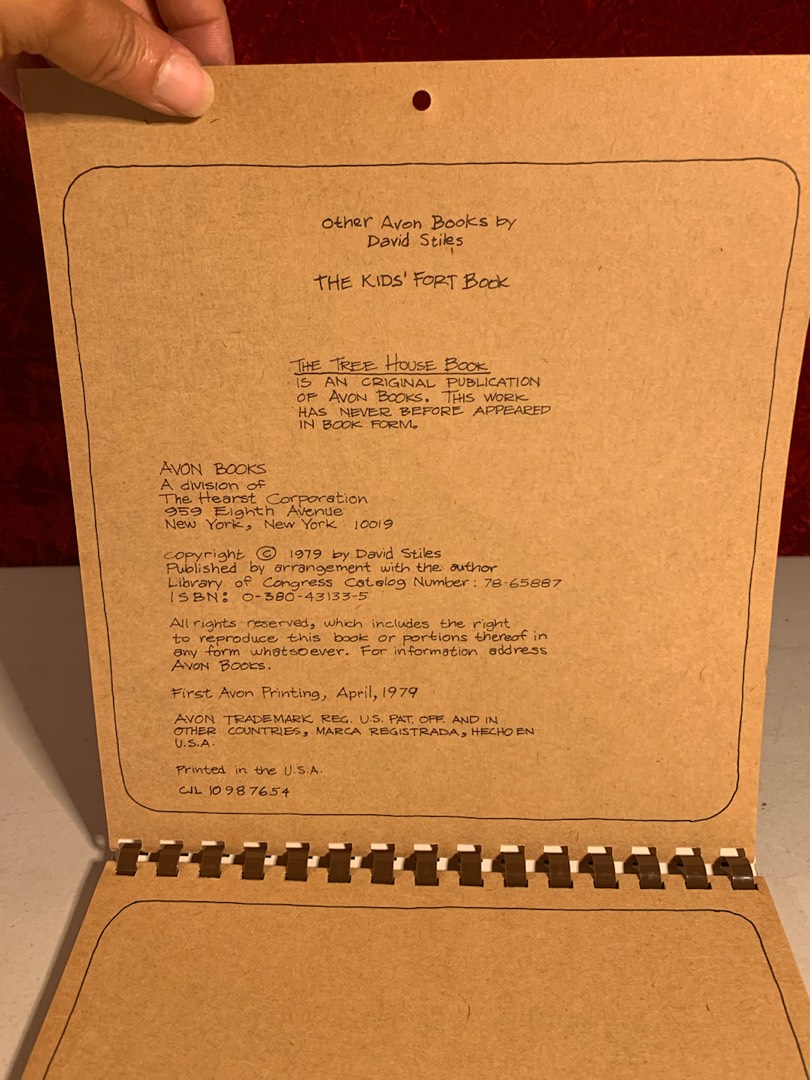 Other Avon Books by
David Stiles
THE KIDS' FORT BOOK
THE TREE HOUSE BOOK
IS AN ORIGINAL PUBLICATION
OF AVON BOOKS. THIS WORK
HAS NEVER BEFORE APPEARED
IN BOOK FORM.
AVON BOOKS
A division of
The Hearst Corporation
959 Eighth Avenue
New York, New York 10019
Copyright © 1979 by David Stiles
Published by arrangement with the author
Library of Congress Catalog Number: 78-65887
ISBN: 0-380-43133-5
All rights reserved, which includes the right
to reproduce this book or portions thereof in
any form whatsoever. For information address
Avon Books.
First Avon Printing, April, 1979
AVON TRADEMARK REG. U.S. PAT. OFF. AND IN
OTHER COUNTRIES, MARCA REGISTRADA, HECHO EN
U.S.A.
Printed in the U.S.A.
10 9 8 7 6 5 4